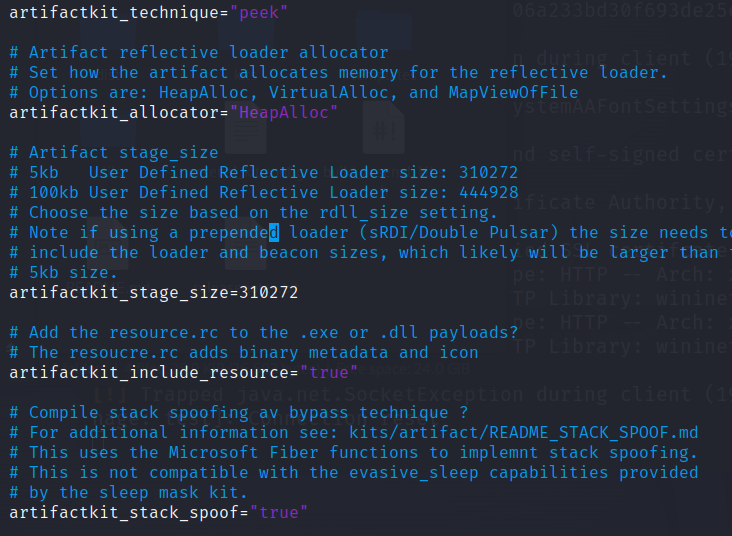 artifactkit_technique="peek"
# Artifact reflective loader allocator
# Set how the artifact allocates memory for the reflective loader.
# Options are: HeapAlloc, VirtualAlloc, and MapViewOfFile
artifactkit_allocator="HeapAlloc"
# Artifact stage_size
# 5kb   User Defined Reflective Loader size: 310272
# 100kb User Defined Reflective Loader size: 444928
# Choose the size based on the rdll_size setting.
# Note if using a prepended loader (sRDI/Double Pulsar) the size needs to
# include the loader and beacon sizes, which likely will be larger than
# 5kb size.
artifactkit_stage_size=310272
# Add the resource.rc to the .exe or .dll payloads?
# The resoucre.rc adds binary metadata and icon
artifactkit_include_resource="true"
# Compile stack spoofing av bypass technique ?
# For additional information see: kits/artifact/README_STACK_SPOOF.md
# This uses the Microsoft Fiber functions to implemnt stack spoofing.
# This is not compatible with the evasive_sleep capabilities provided
# by the sleep mask kit.
artifactkit_stack_spoof="true"